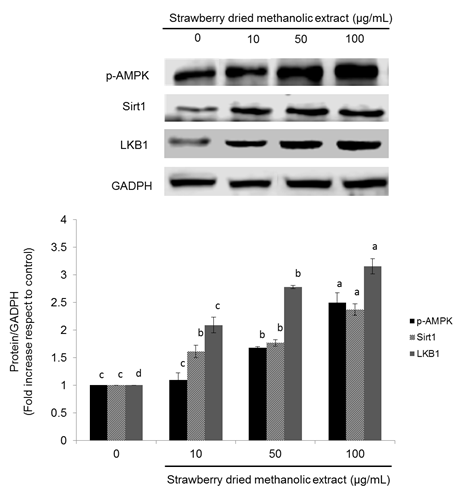 Strawberry dried methanolic extract (µg/mL)
0 10 50 100
p-AMPK
Sirt1
LKB1
GADPH
Protein/GADPH
(Fold increase respect to control)
4
3.5
3
2.5
2
1.5
1
0.5
0
c c d
c b c
b b b
a a a
p-AMPK
Sirt1
LKB1
0 10 50 100
Strawberry dried methanolic extract (µg/mL)